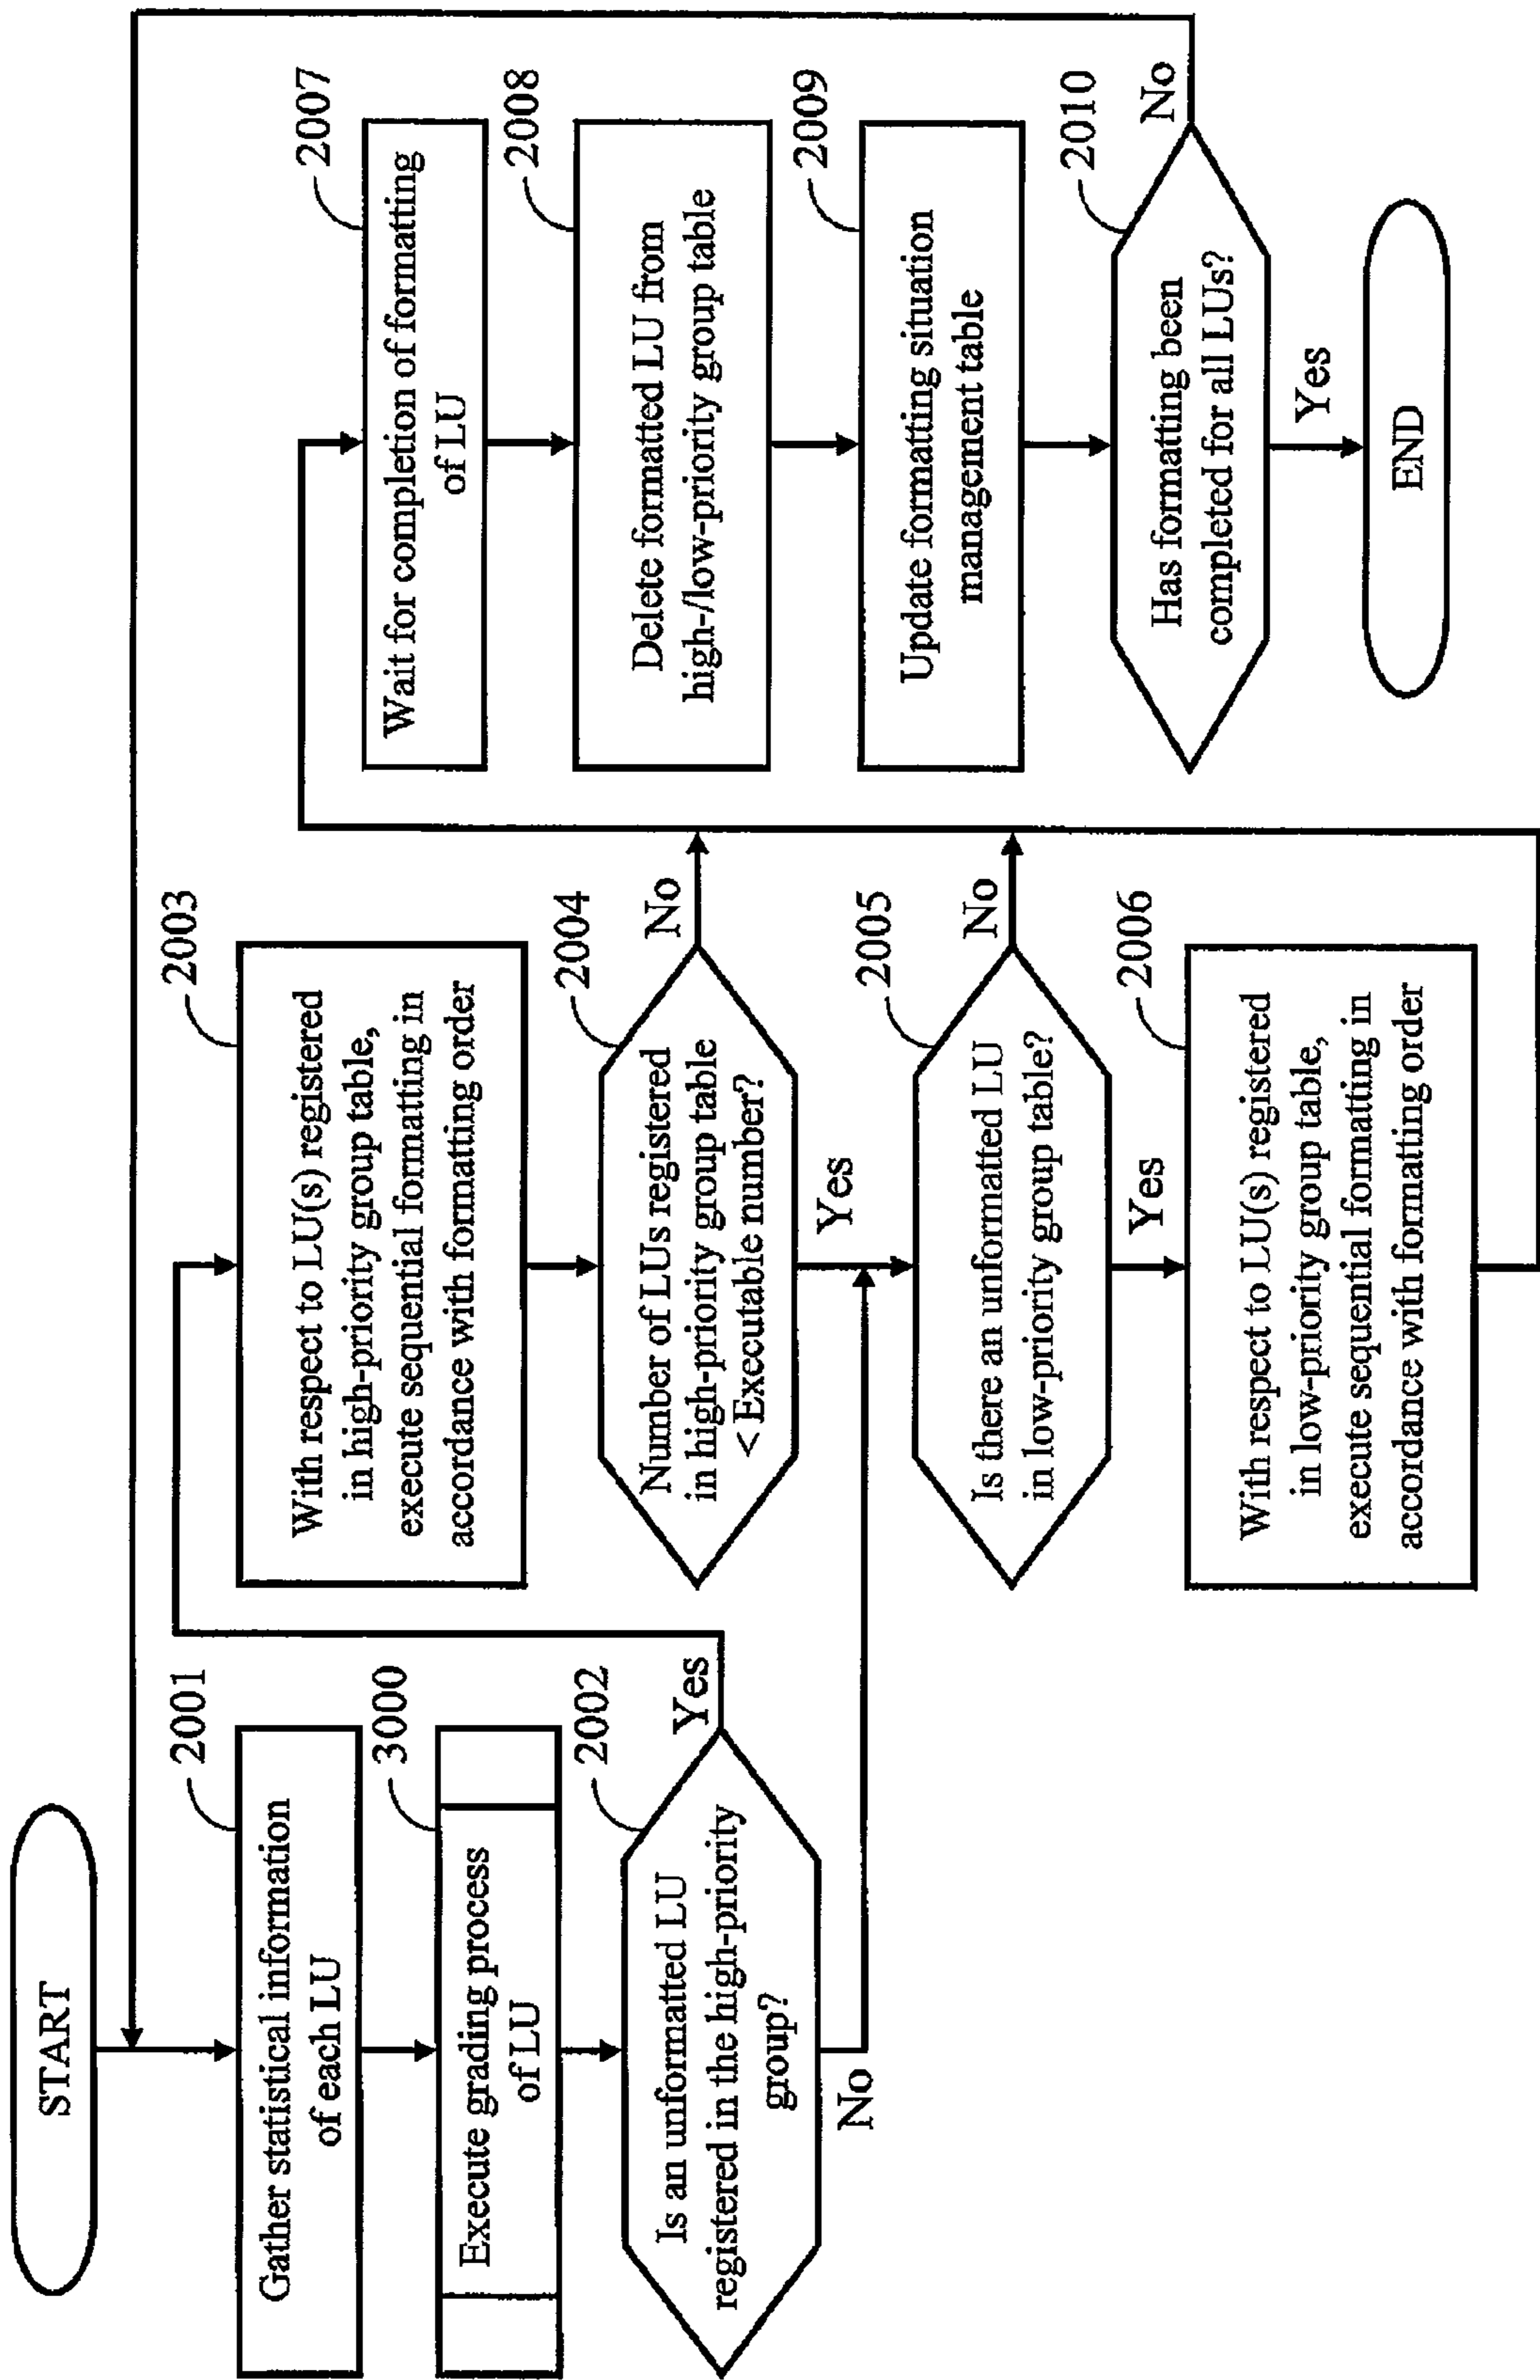 START
2001
Gather statistical information
of each LU
3000
Execute grading process
of LU
2002
Is an unformatted LU
registered in the high-priority
group?
Yes
No
2003
With respect to LU(s) registered
in high-priority group table,
execute sequential formatting in
accordance with formatting order
2004
Number of LUs registered
in high-priority group table
< Executable number?
No
Yes
2005
Is there an unformatted LU
in low-priority group table?
No
Yes
2006
With respect to LU(s) registered
in low-priority group table,
execute sequential formatting in
accordance with formatting order
2007
Wait for completion of formatting
of LU
2008
Delete formatted LU from
high-/low-priority group table
2009
Update formatting situation
management table
2010
Has formatting been
completed for all LUs?
No
Yes
END